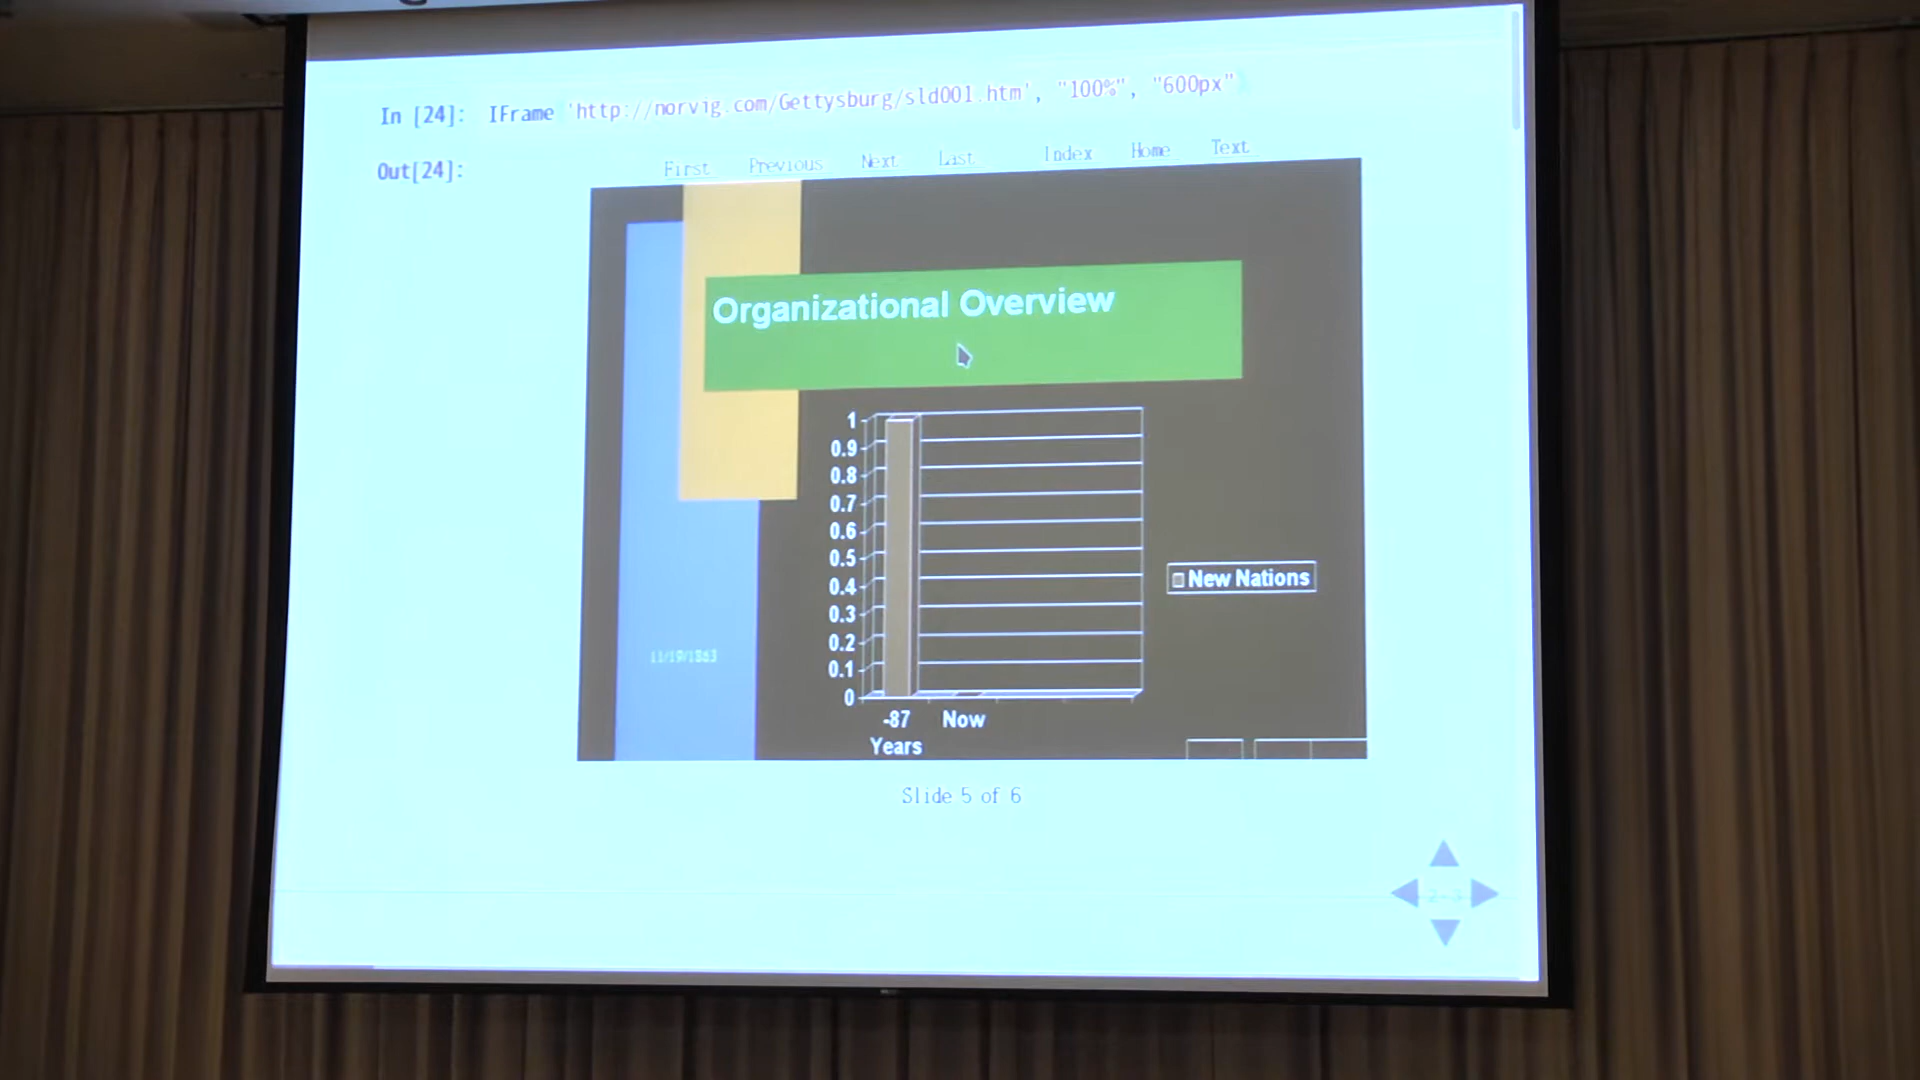 In [24]: IFrame 'http://norvig.com/Gettysburg/sld001.htm', "100%", "600px"
Out[24]:
First Previous Next Last Index Home Text
Organizational Overview
1
0.9
0.8
0.7
0.6
0.5
0.4
0.3
0.2
0.1
0
New Nations
11/19/1863
-87 Now
Years
Slide 5 of 6